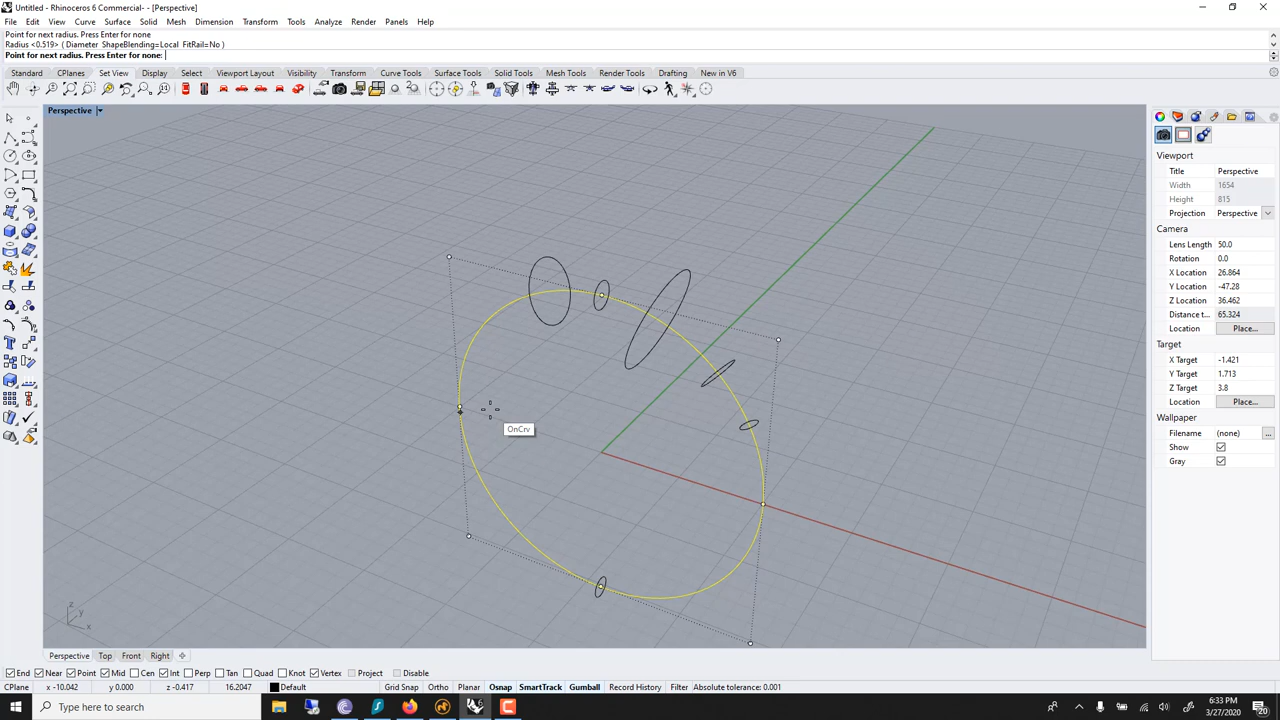 Untitled - Rhinoceros 6 Commercial- - [Perspective]
File Edit View Curve Surface Solid Mesh Dimension Transform Tools Analyze Render Panels Help
Point for next radius. Press Enter for none
Radius <0.519> ( Diameter ShapeBlending=Local FitRail=No )
Point for next radius. Press Enter for none:
Standard CPlanes Set View Display Select Viewport Layout Visibility Transform Curve Tools Surface Tools Solid Tools Mesh Tools Render Tools Drafting New in V6
Perspective
Viewport
Title Perspective
Width 1654
Height 815
Projection Perspective
Camera
Lens Length 50.0
Rotation 0.0
X Location 26.864
Y Location -47.28
Z Location 36.462
Distance t... 65.324
Location Place...
Target
X Target -1.421
Y Target 1.713
Z Target 3.8
Location Place...
Wallpaper
Filename (none) ...
Show
Gray
OnCrv
z
y
x
Perspective Top Front Right
End Near Point Mid Cen Int Perp Tan Quad Knot Vertex Project Disable
CPlane x -10.042 y 0.000 z -0.417 16.2047 Default Grid Snap Ortho Planar Osnap SmartTrack Gumball Record History Filter Absolute tolerance: 0.001
Type here to search
6:33 PM
3/27/2020
20